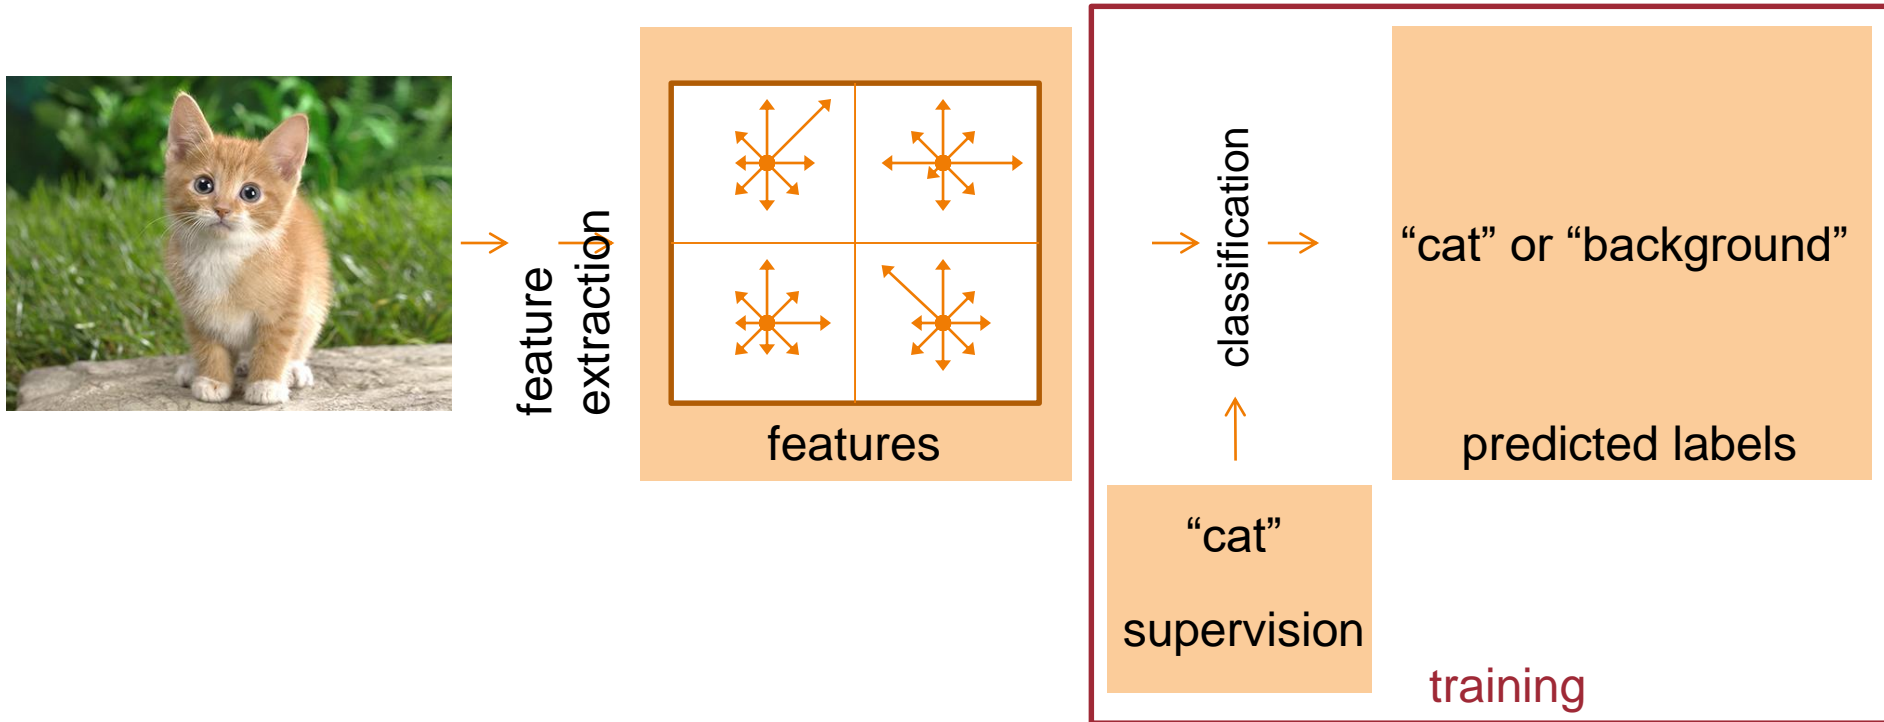 feature
extraction
features
classification
“cat” or “background”
predicted labels
“cat”
supervision
training